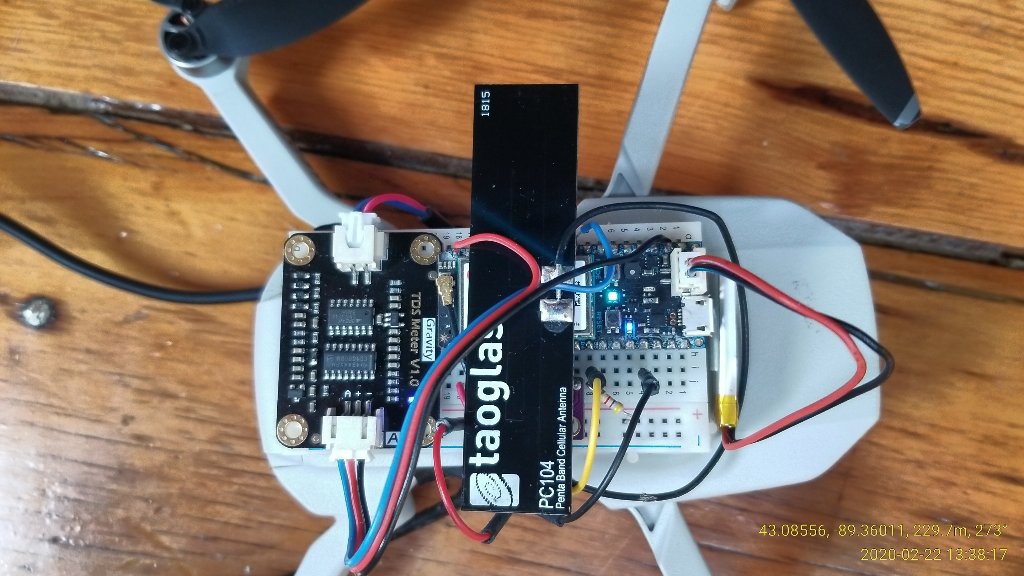 1815
TDS Meter V1.0
Gravity
taoglas
PC104
Penta Band Cellular Antenna
A
43.08556, 89.36011, 229.7m, 273°
2020-02-22 13:38:17